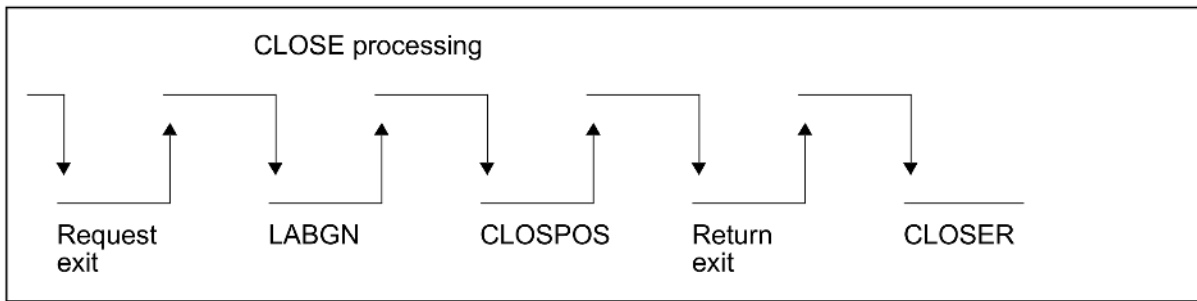 CLOSE processing
Request
exit
LABGN
CLOSPOS
Return
exit
CLOSER